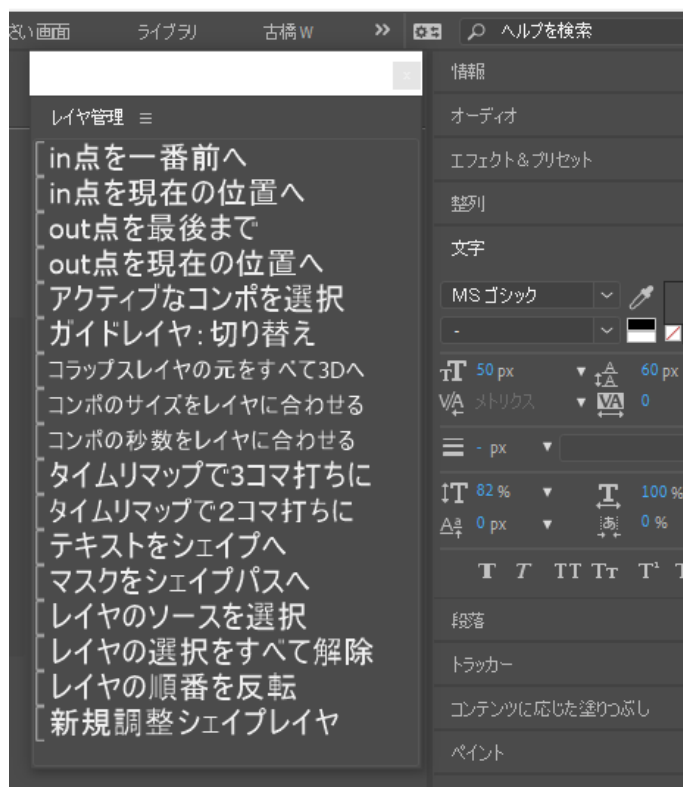 さい画面 ライブラリ 古橋w >> ヘルプを検索
レイヤ管理
in点を一番前へ
in点を現在の位置へ
out点を最後まで
out点を現在の位置へ
アクティブなコンポを選択
ガイドレイヤ:切り替え
コラップスレイヤの元をすべて3Dへ
コンポのサイズをレイヤに合わせる
コンポの秒数をレイヤに合わせる
タイムリマップで3コマ打ちに
タイムリマップで2コマ打ちに
テキストをシェイプへ
マスクをシェイプパスへ
レイヤのソースを選択
レイヤの選択をすべて解除
レイヤの順番を反転
新規調整シェイプレイヤ
情報
オーディオ
エフェクト&プリセット
整列
文字
MS ゴシック
-
50 px 60 px
メトリクス 0
- px
82 % 100 %
0 px 0 %
T T TT Tт T¹
段落
トラッカー
コンテンツに応じた塗りつぶし
ペイント